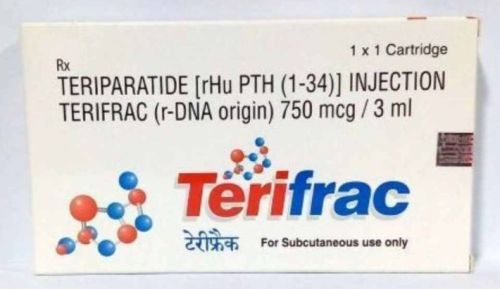 Rx
1 x 1 Cartridge
TERIPARATIDE [rHu PTH (1-34)] INJECTION
TERIFRAC (r-DNA origin) 750 mcg / 3 ml
Terifrac
टेरीफ्रैक
For Subcutaneous use only